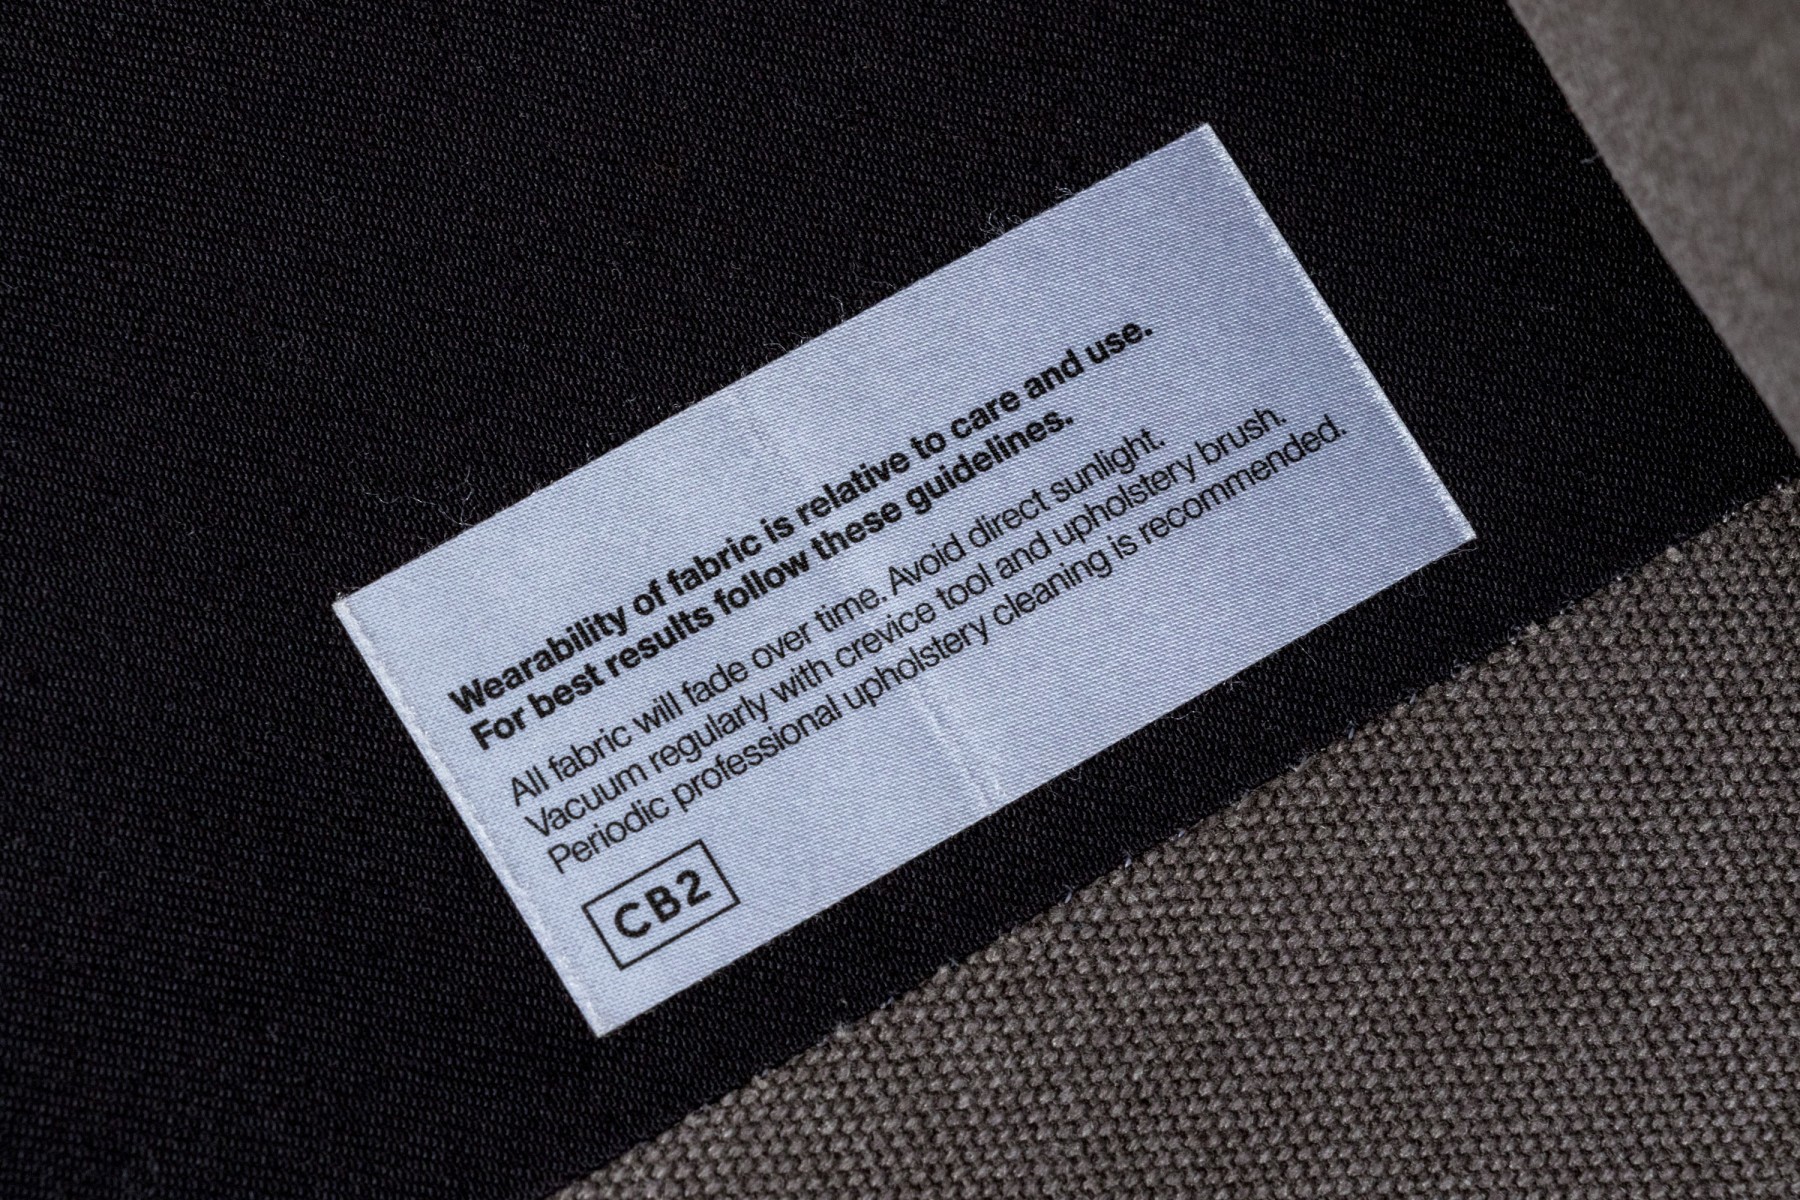 Wearability of fabric is relative to care and use.
For best results follow these guidelines.
All fabric will fade over time. Avoid direct sunlight.
Vacuum regularly with crevice tool and upholstery brush.
Periodic professional upholstery cleaning is recommended.
CB2